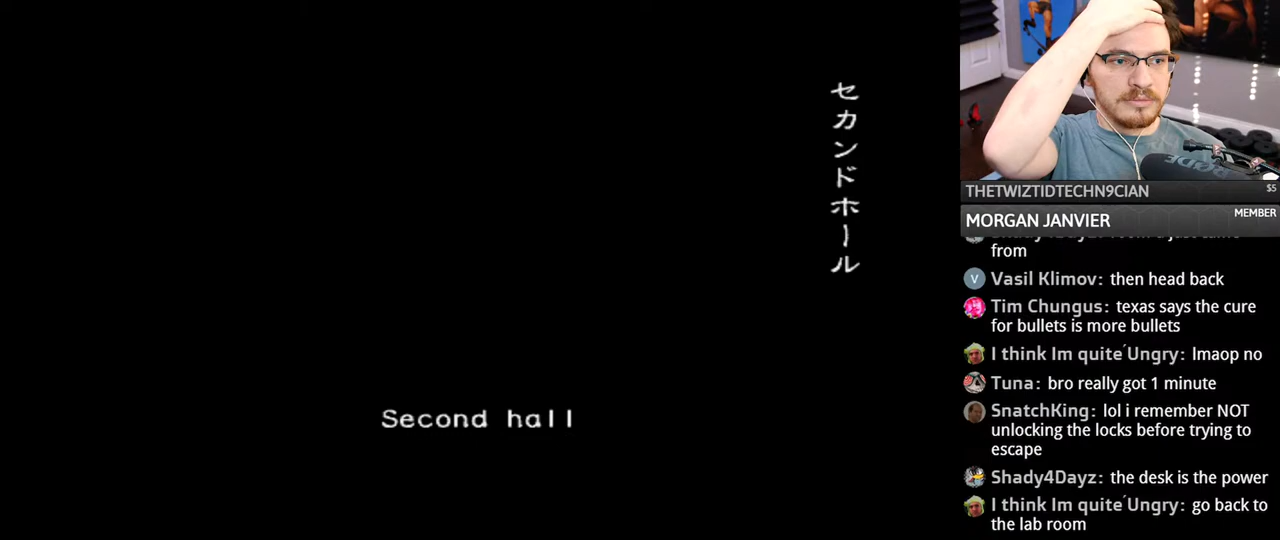 セカンドホール
Second hall
THETWIZTIDTECHN9CIAN
$5
MORGAN JANVIER
MEMBER
from
Vasil Klimov: then head back
Tim Chungus: texas says the cure
for bullets is more bullets
I think Im quite´Ungry: lmaop no
Tuna: bro really got 1 minute
SnatchKing: lol i remember NOT
unlocking the locks before trying to
escape
Shady4Dayz: the desk is the power
I think Im quite´Ungry: go back to
the lab room